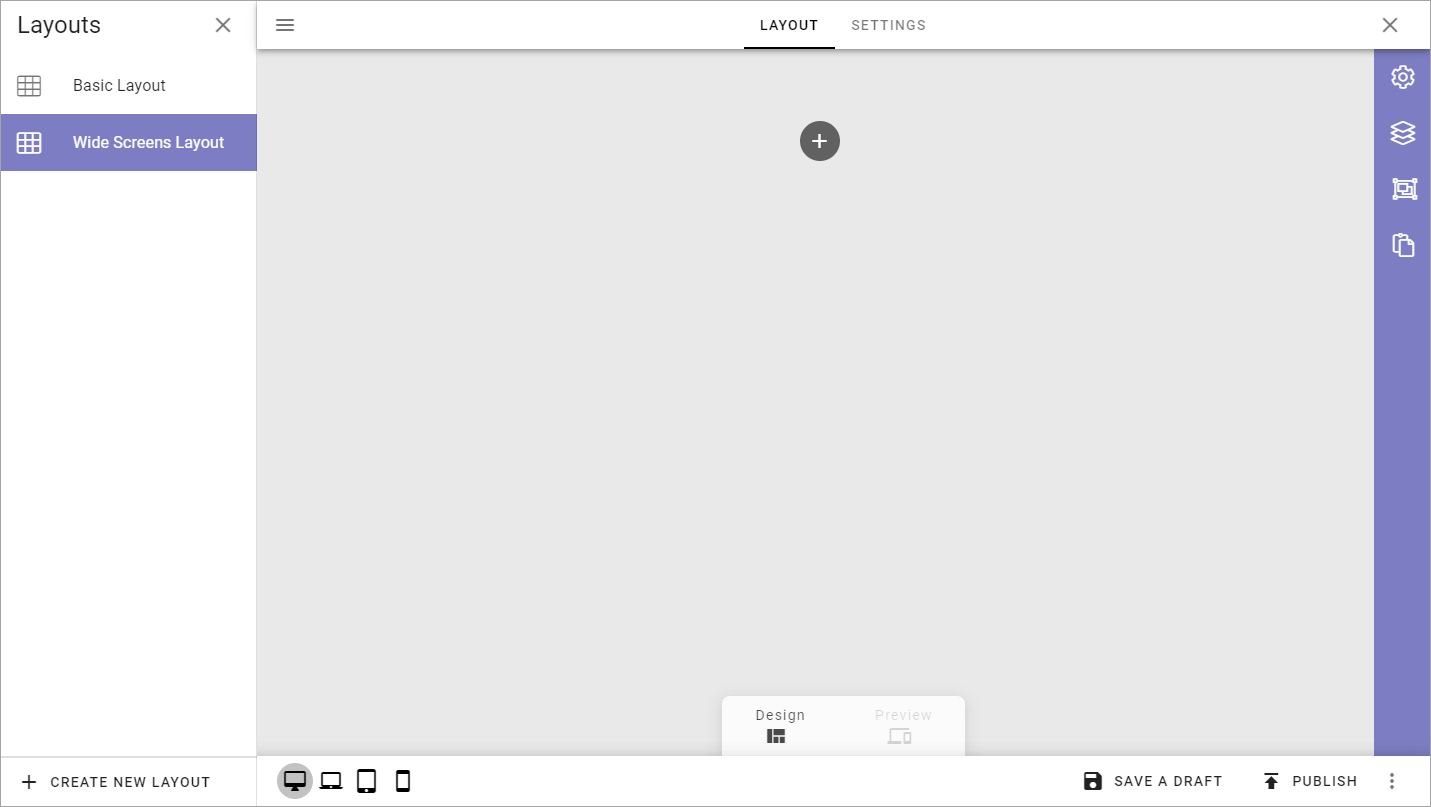 Layouts
LAYOUT
SETTINGS
Basic Layout
Wide Screens Layout
Design
Preview
CREATE NEW LAYOUT
SAVE A DRAFT
PUBLISH